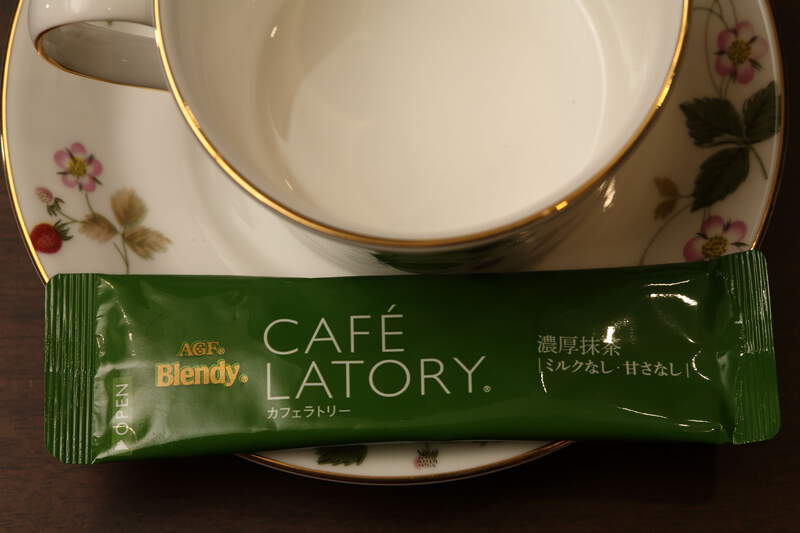 AGF®
Blendy®
CAFÉ
LATORY®
カフェラトリー
濃厚抹茶
|ミルクなし・甘さなし|
OPEN